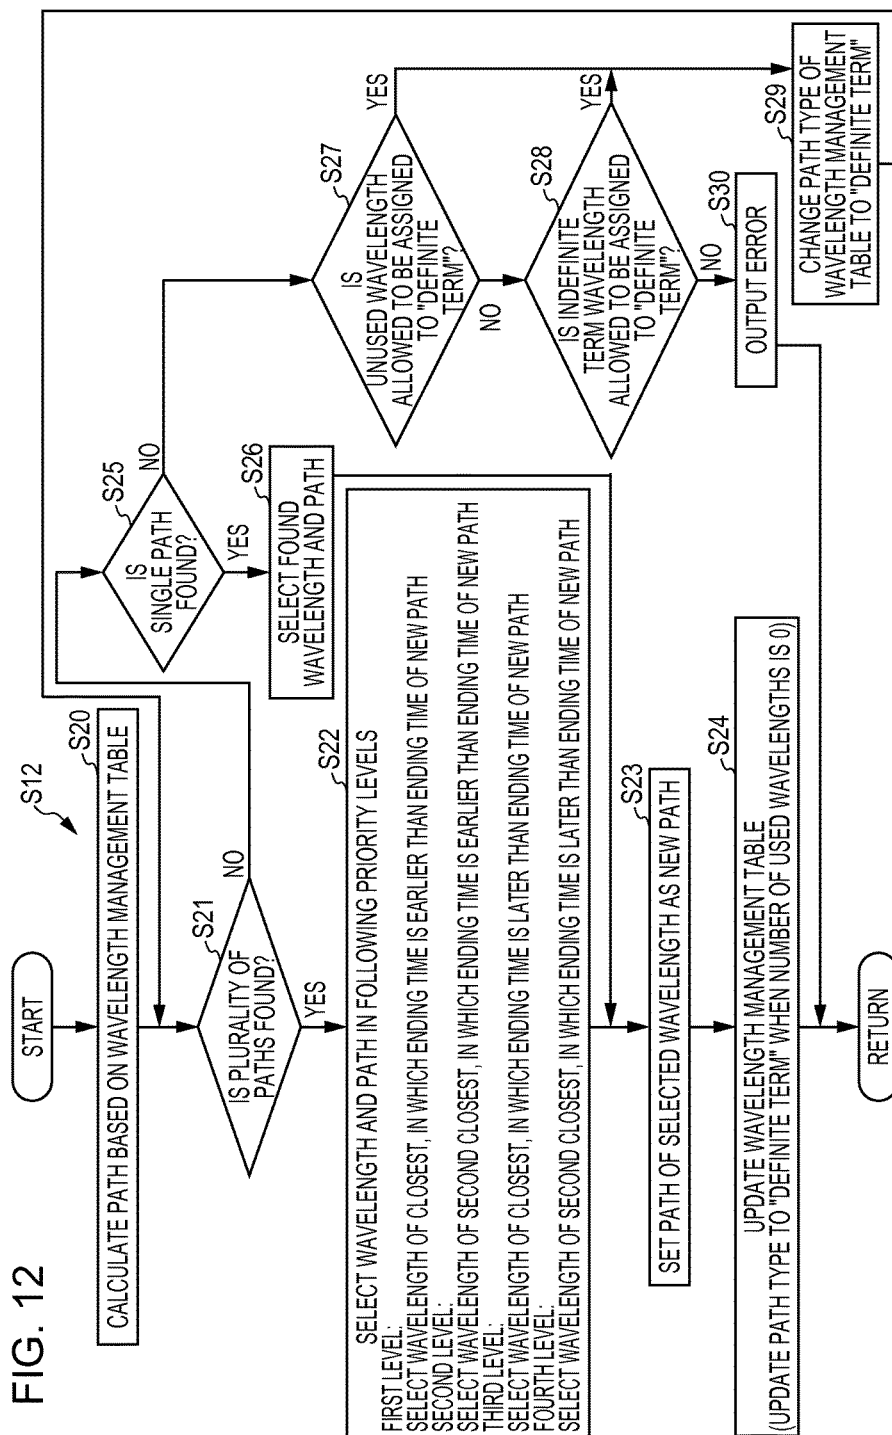 FIG. 12
S12
START
S20
CALCULATE PATH BASED ON WAVELENGTH MANAGEMENT TABLE
S21
IS PLURALITY OF
PATHS FOUND?
NO
YES
S22
SELECT WAVELENGTH AND PATH IN FOLLOWING PRIORITY LEVELS
FIRST LEVEL:
SELECT WAVELENGTH OF CLOSEST, IN WHICH ENDING TIME IS EARLIER THAN ENDING TIME OF NEW PATH
SECOND LEVEL:
SELECT WAVELENGTH OF SECOND CLOSEST, IN WHICH ENDING TIME IS EARLIER THAN ENDING TIME OF NEW PATH
THIRD LEVEL:
SELECT WAVELENGTH OF CLOSEST, IN WHICH ENDING TIME IS LATER THAN ENDING TIME OF NEW PATH
FOURTH LEVEL:
SELECT WAVELENGTH OF SECOND CLOSEST, IN WHICH ENDING TIME IS LATER THAN ENDING TIME OF NEW PATH
S23
SET PATH OF SELECTED WAVELENGTH AS NEW PATH
S24
UPDATE WAVELENGTH MANAGEMENT TABLE
(UPDATE PATH TYPE TO "DEFINITE TERM" WHEN NUMBER OF USED WAVELENGTHS IS 0)
RETURN
S25
IS
SINGLE PATH
FOUND?
NO
YES
S26
SELECT FOUND
WAVELENGTH AND PATH
S27
IS
UNUSED WAVELENGTH
ALLOWED TO BE ASSIGNED
TO "DEFINITE
TERM"?
YES
NO
S28
IS INDEFINITE
TERM WAVELENGTH
ALLOWED TO BE ASSIGNED
TO "DEFINITE
TERM"?
YES
NO
S30
OUTPUT ERROR
S29
CHANGE PATH TYPE OF
WAVELENGTH MANAGEMENT
TABLE TO "DEFINITE TERM"